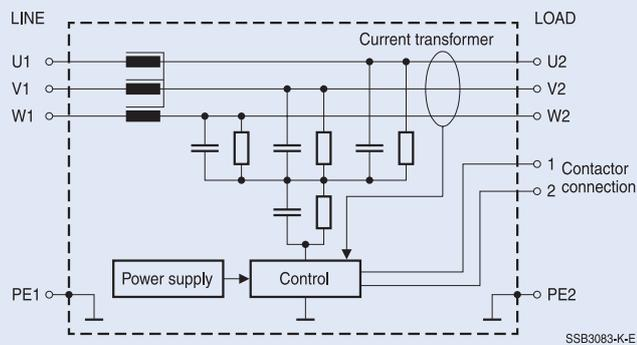 LINE
LOAD
Current transformer
U1
U2
V1
V2
W1
W2
1
Contactor
2
connection
Power supply
Control
PE1
PE2
SSB3083-K-E